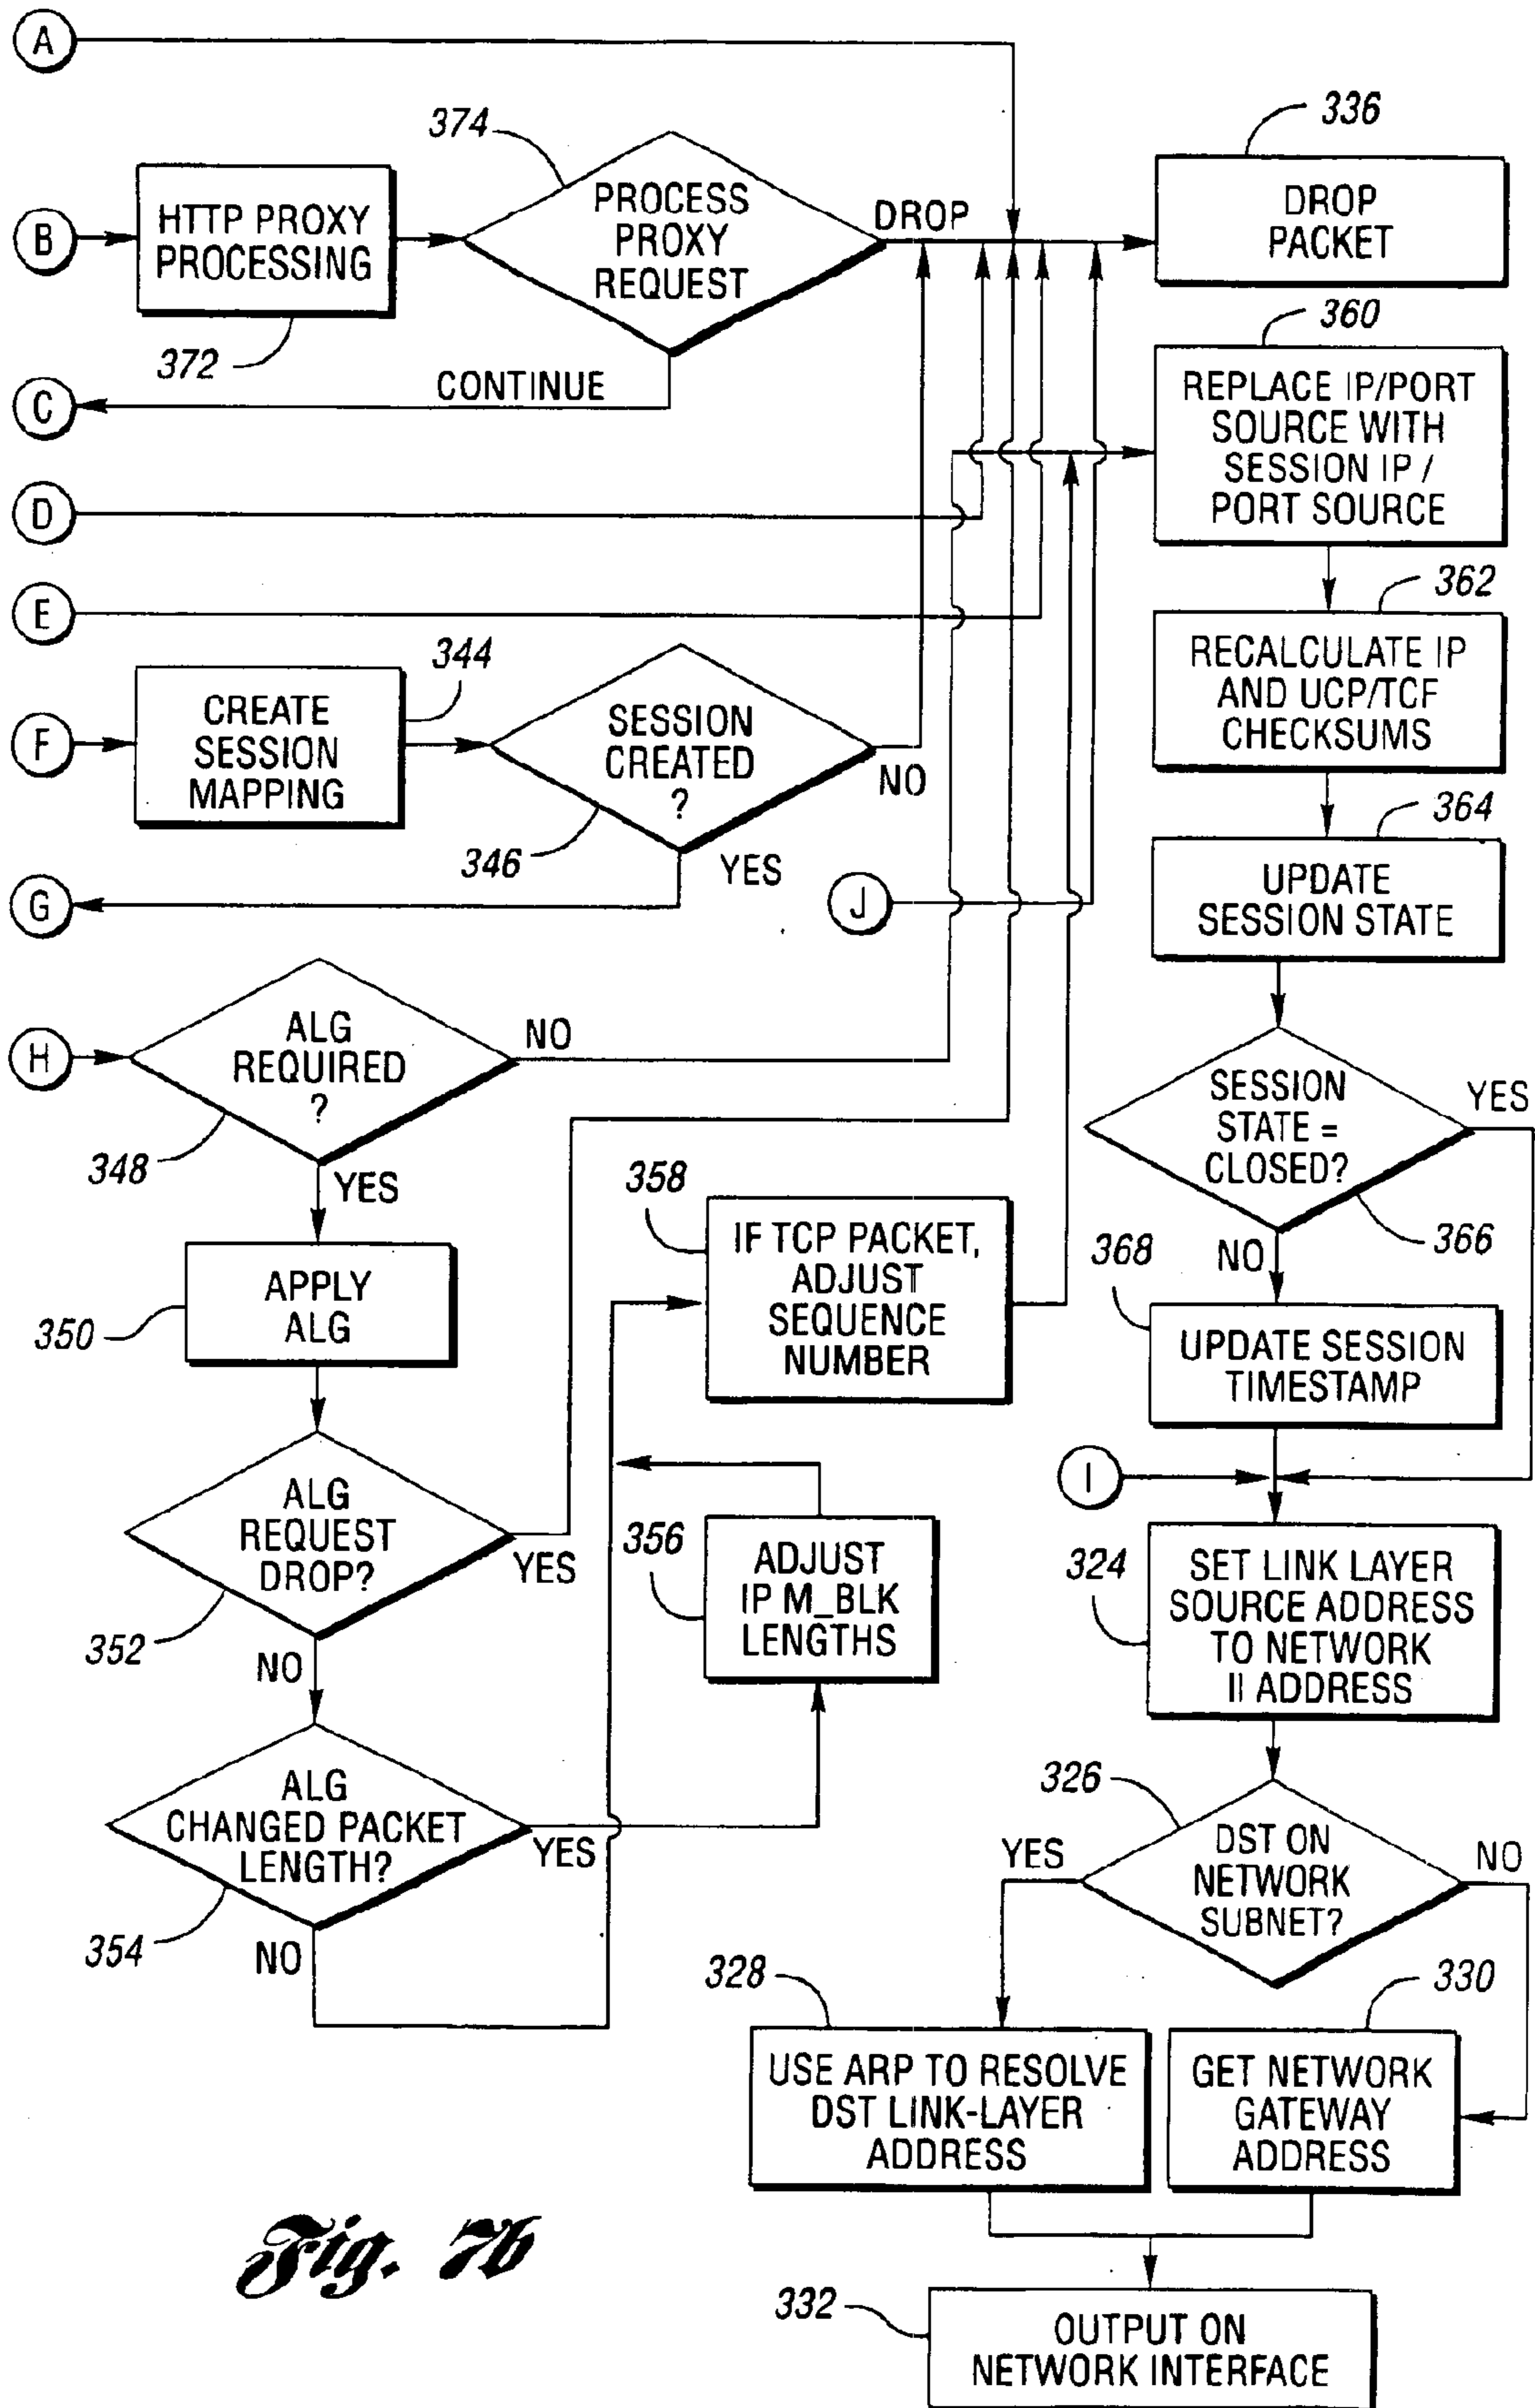 A
336
374
DROP
PACKET
PROCESS
PROXY
REQUEST
DROP
B
HTTP PROXY
PROCESSING
372
360
C
CONTINUE
REPLACE IP/PORT
SOURCE WITH
SESSION IP /
PORT SOURCE
D
E
362
RECALCULATE IP
AND UCP/TCF
CHECKSUMS
344
F
CREATE
SESSION
MAPPING
SESSION
CREATED
?
NO
346
YES
364
UPDATE
SESSION STATE
G
J
H
ALG
REQUIRED
?
NO
348
YES
SESSION
STATE =
CLOSED?
YES
366
NO
358
IF TCP PACKET,
ADJUST
SEQUENCE
NUMBER
368
UPDATE SESSION
TIMESTAMP
350
APPLY
ALG
I
ALG
REQUEST
DROP?
YES
352
NO
356
ADJUST
IP M_BLK
LENGTHS
324
SET LINK LAYER
SOURCE ADDRESS
TO NETWORK
II ADDRESS
ALG
CHANGED PACKET
LENGTH?
YES
354
NO
326
DST ON
NETWORK
SUBNET?
YES
NO
328
330
USE ARP TO RESOLVE
DST LINK-LAYER
ADDRESS
GET NETWORK
GATEWAY
ADDRESS
332
OUTPUT ON
NETWORK INTERFACE
Fig. 7b